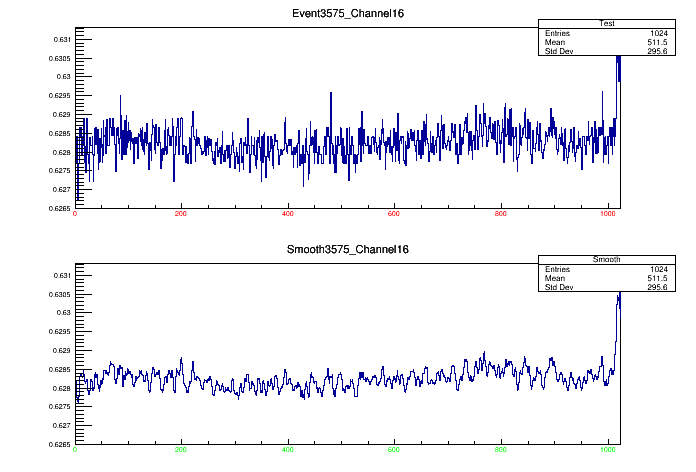 Event3575_Channel16
Test
Entries 1024
Mean 511.5
Std Dev 295.6
0.631
0.6305
0.63
0.6295
0.629
0.6285
0.628
0.6275
0.627
0.6265
0 200 400 600 800 1000
Smooth3575_Channel16
Smooth
Entries 1024
Mean 511.5
Std Dev 295.6
0.631
0.6305
0.63
0.6295
0.629
0.6285
0.628
0.6275
0.627
0.6265
0 200 400 600 800 1000